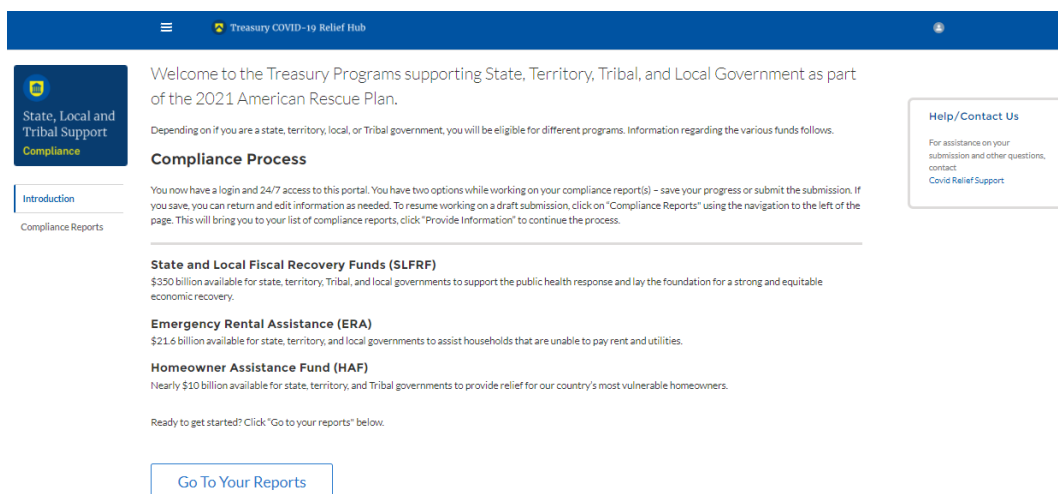 Treasury COVID-19 Relief Hub
State, Local and
Tribal Support
Compliance
Introduction
Compliance Reports
Welcome to the Treasury Programs supporting State, Territory, Tribal, and Local Government as part
of the 2021 American Rescue Plan.
Depending on if you are a state, territory, local, or Tribal government, you will be eligible for different programs. Information regarding the various funds follows.
Compliance Process
You now have a login and 24/7 access to this portal. You have two options while working on your compliance report(s) – save your progress or submit the submission. If
you save, you can return and edit information as needed. To resume working on a draft submission, click on "Compliance Reports" using the navigation to the left of the
page. This will bring you to your list of compliance reports, click "Provide Information" to continue the process.
State and Local Fiscal Recovery Funds (SLFRF)
$350 billion available for state, territory, Tribal, and local governments to support the public health response and lay the foundation for a strong and equitable
economic recovery.
Emergency Rental Assistance (ERA)
$21.6 billion available for state, territory, and local governments to assist households that are unable to pay rent and utilities.
Homeowner Assistance Fund (HAF)
Nearly $10 billion available for state, territory, and Tribal governments to provide relief for our country's most vulnerable homeowners.
Ready to get started? Click "Go to your reports" below.
Go To Your Reports
Help/Contact Us
For assistance on your
submission and other questions,
contact
Covid Relief Support